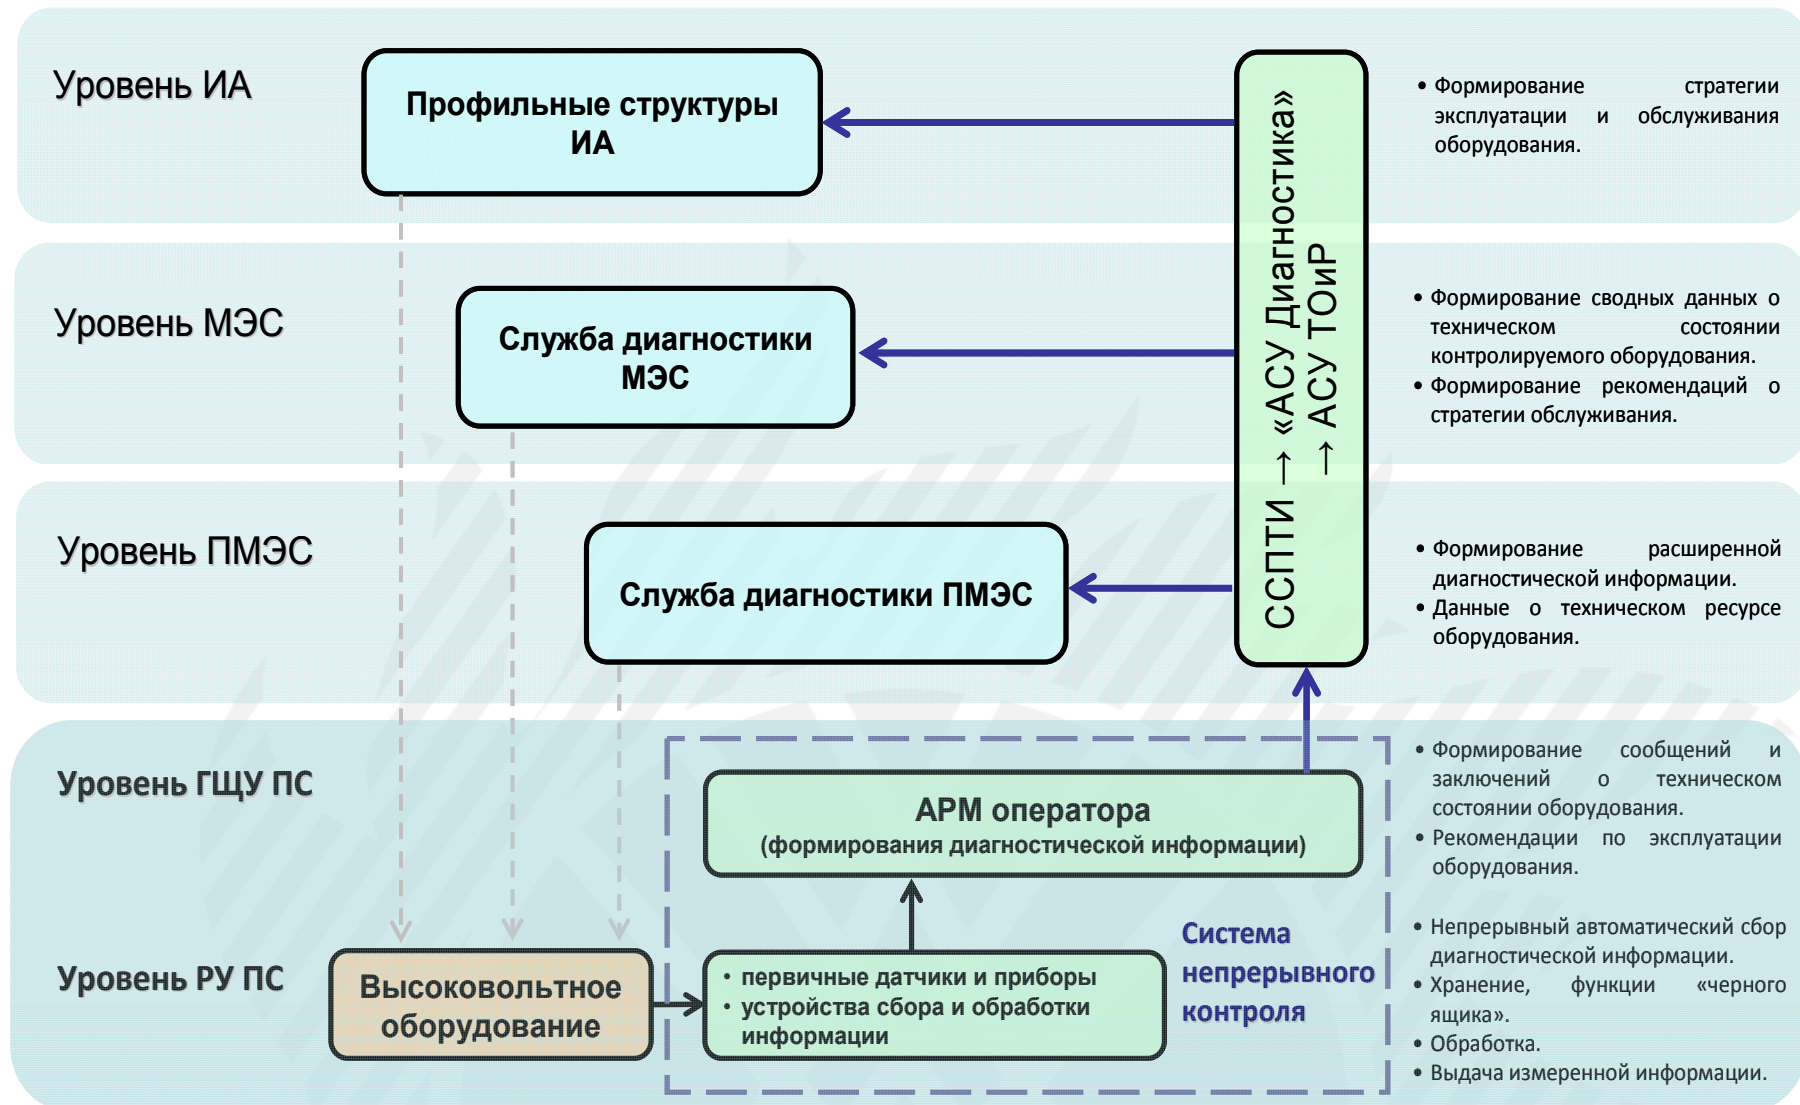 Уровень ИА
Профильные структуры
ИА
• Формирование стратегии
эксплуатации и обслуживания
оборудования.
ССПТИ → «АСУ Диагностика»
→ АСУ ТОиР
Уровень МЭС
Служба диагностики
МЭС
• Формирование сводных данных о
техническом состоянии
контролируемого оборудования.
• Формирование рекомендаций о
стратегии обслуживания.
Уровень ПМЭС
Служба диагностики ПМЭС
• Формирование расширенной
диагностической информации.
• Данные о техническом ресурсе
оборудования.
Уровень ГЩУ ПС
АРМ оператора
(формирования диагностической информации)
• Формирование сообщений и
заключений о техническом
состоянии оборудования.
• Рекомендации по эксплуатации
оборудования.
Уровень РУ ПС
Высоковольтное
оборудование
• первичные датчики и приборы
• устройства сбора и обработки
информации
Система
непрерывного
контроля
• Непрерывный автоматический сбор
диагностической информации.
• Хранение, функции «черного
ящика».
• Обработка.
• Выдача измеренной информации.